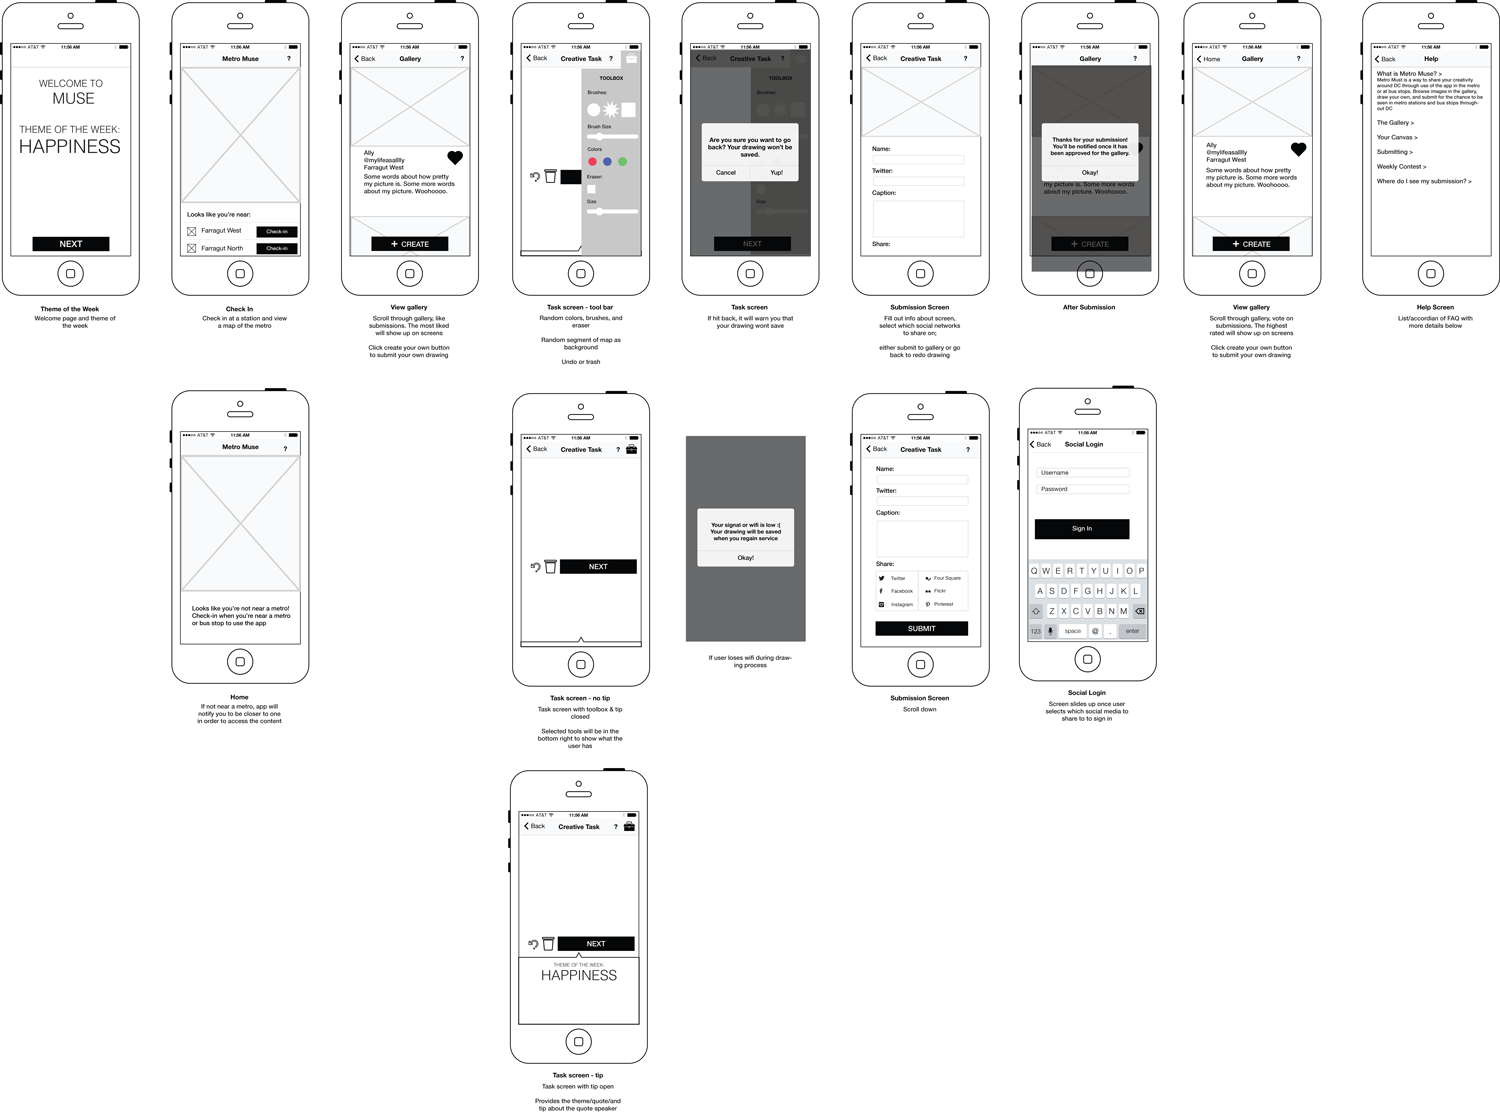 AT&T 11:56 AM
WELCOME TO
MUSE
THEME OF THE WEEK:
HAPPINESS
NEXT
Theme of the Week
Welcome page and theme of
the week
AT&T 11:56 AM
Metro Muse ?
Looks like you're near:
Farragut West Check-in
Farragut North Check-in
Check In
Check in at a station and view
a map of the metro
AT&T 11:56 AM
Back Gallery ?
Ally
@mylifeasallly
Farragut West
Some words about how pretty
my picture is. Some more words
about my picture. Woohoooo.
+ CREATE
View gallery
Scroll through gallery, like
submissions. The most liked
will show up on screens
Click create your own button
to submit your own drawing
AT&T 11:56 AM
Back Creative Task ?
TOOLBOX
Brushes:
Brush Size
Colors
Eraser:
Size
Task screen - tool bar
Random colors, brushes, and
eraser
Random segment of map as
background
Undo or trash
AT&T 11:56 AM
Back Creative Task ?
TOOLBOX
Brushes:
Are you sure you want to go
back? Your drawing won't be
saved.
Cancel Yup!
Size
NEXT
Task screen
If hit back, it will warn you that
your drawing wont save
AT&T 11:56 AM
Back Creative Task ?
Name:
Twitter:
Caption:
Share:
Submission Screen
Fill out info about screen,
select which social networks
to share on;
either submit to gallery or go
back to redo drawing
AT&T 11:56 AM
Gallery ?
Thanks for your submission!
You'll be notified once it has
been approved for the gallery.
Okay!
my picture is. Some more words
about my picture. Woohoooo.
+ CREATE
After Submission
AT&T 11:56 AM
Home Gallery ?
Ally
@mylifeasallly
Farragut West
Some words about how pretty
my picture is. Some more words
about my picture. Woohoooo.
+ CREATE
View gallery
Scroll through gallery, vote on
submissions. The highest
rated will show up on screens
Click create your own button
to submit your own drawing
AT&T 11:56 AM
Back Help
What is Metro Muse? >
Metro Must is a way to share your creativity
around DC through use of the app in the metro
or at bus stops. Browse images in the gallery,
draw your own, and submit for the chance to be
seen in metro stations and bus stops through-
out DC
The Gallery >
Your Canvas >
Submitting >
Weekly Contest >
Where do I see my submission? >
Help Screen
List/accordian of FAQ with
more details below
AT&T 11:56 AM
Metro Muse ?
Looks like you're not near a metro!
Check-in when you're near a metro
or bus stop to use the app
Home
If not near a metro, app will
notify you to be closer to one
in order to access the content
AT&T 11:56 AM
Back Creative Task ?
NEXT
Task screen - no tip
Task screen with toolbox & tip
closed
Selected tools will be in the
bottom right to show what the
user has
Your signal or wifi is low :(
Your drawing will be saved
when you regain service
Okay!
If user loses wifi during draw-
ing process
AT&T 11:56 AM
Back Creative Task ?
Name:
Twitter:
Caption:
Share:
Twitter Four Square
Facebook Flickr
Instagram Pinterest
SUBMIT
Submission Screen
Scroll down
AT&T 11:56 AM
Back Social Login
Username
Password
Sign In
Q W E R T Y U I O P
A S D F G H J K L
Z X C V B N M
123 space @ . enter
Social Login
Screen slides up once user
selects which social media to
share to to sign in
AT&T 11:56 AM
Back Creative Task ?
NEXT
THEME OF THE WEEK:
HAPPINESS
Task screen - tip
Task screen with tip open
Provides the theme/quote/and
tip about the quote speaker